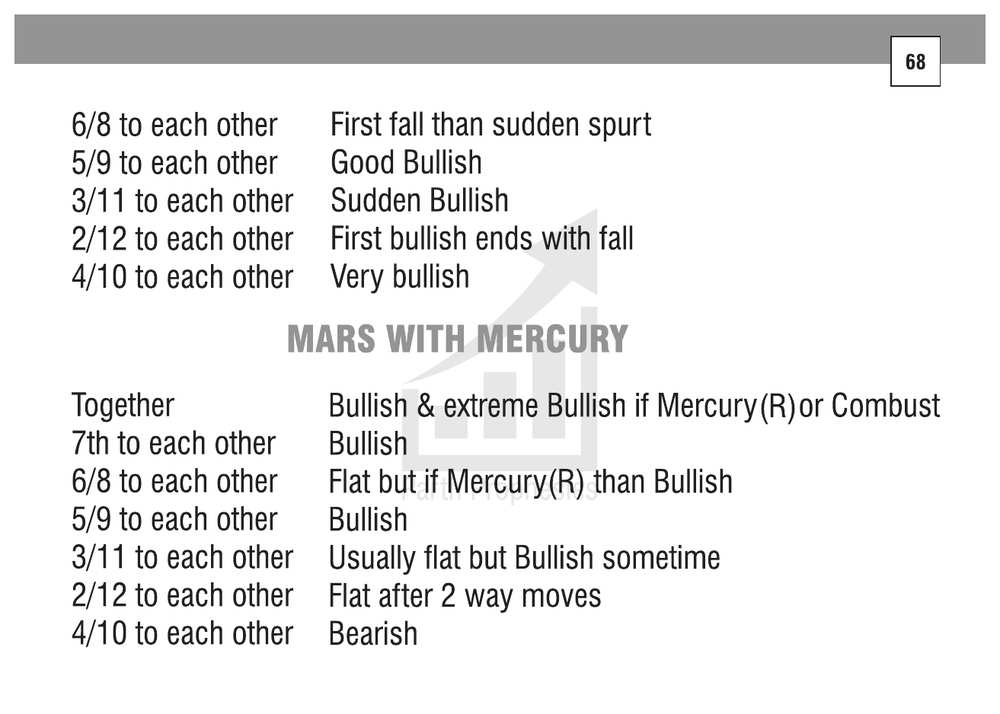 68
6/8 to each other First fall than sudden spurt
5/9 to each other Good Bullish
3/11 to each other Sudden Bullish
2/12 to each other First bullish ends with fall
4/10 to each other Very bullish
MARS WITH MERCURY
Together Bullish & extreme Bullish if Mercury(R)or Combust
7th to each other Bullish
6/8 to each other Flat but if Mercury(R) than Bullish
5/9 to each other Bullish
3/11 to each other Usually flat but Bullish sometime
2/12 to each other Flat after 2 way moves
4/10 to each other Bearish